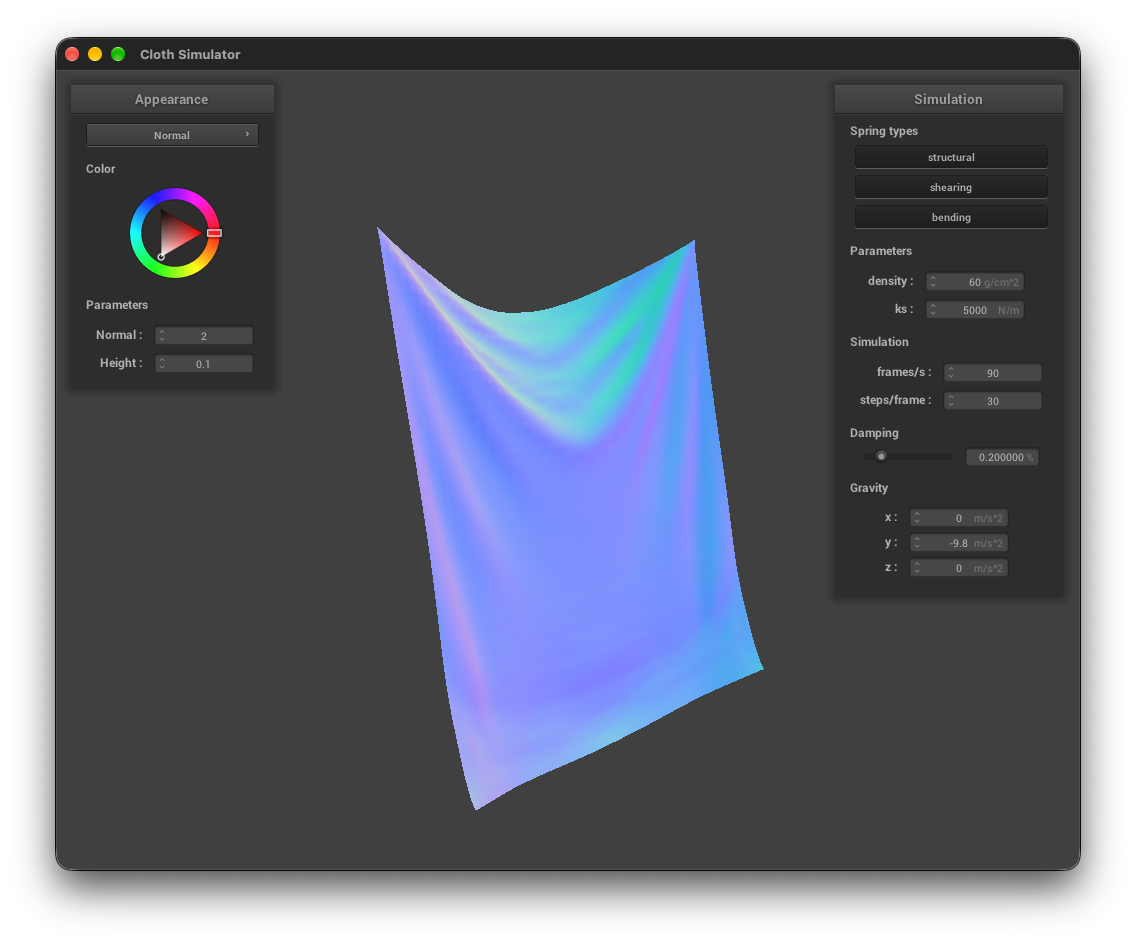 Cloth Simulator
Appearance
Normal
Color
Parameters
Normal : 2
Height : 0.1
Simulation
Spring types
structural
shearing
bending
Parameters
density : 60 g/cm^2
ks : 5000 N/m
Simulation
frames/s : 90
steps/frame : 30
Damping
0.200000 %
Gravity
x : 0 m/s^2
y : -9.8 m/s^2
z : 0 m/s^2